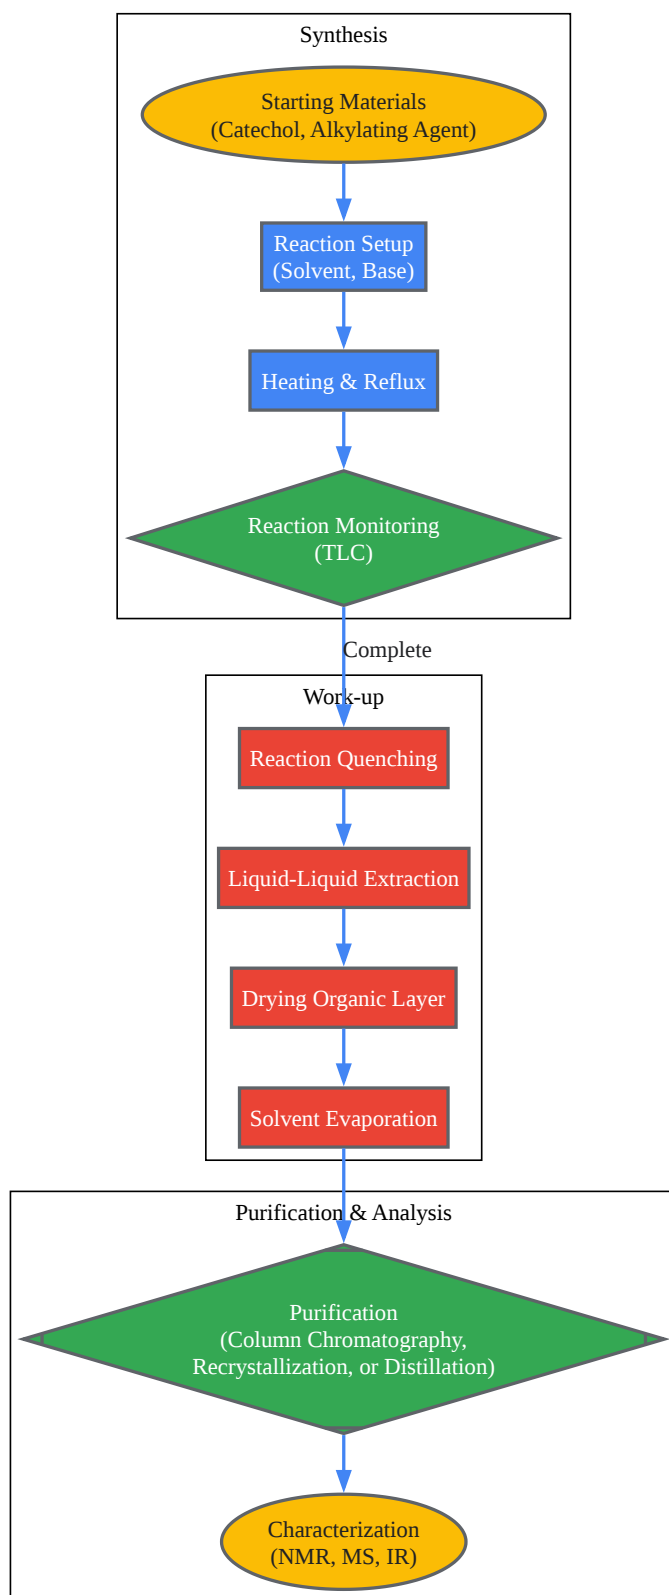 Synthesis
Starting Materials
(Catechol, Alkylating Agent)
Reaction Setup
(Solvent, Base)
Heating & Reflux
Reaction Monitoring
(TLC)
Complete
Work-up
Reaction Quenching
Liquid-Liquid Extraction
Drying Organic Layer
Solvent Evaporation
Purification & Analysis
Purification
(Column Chromatography,
Recrystallization, or Distillation)
Characterization
(NMR, MS, IR)